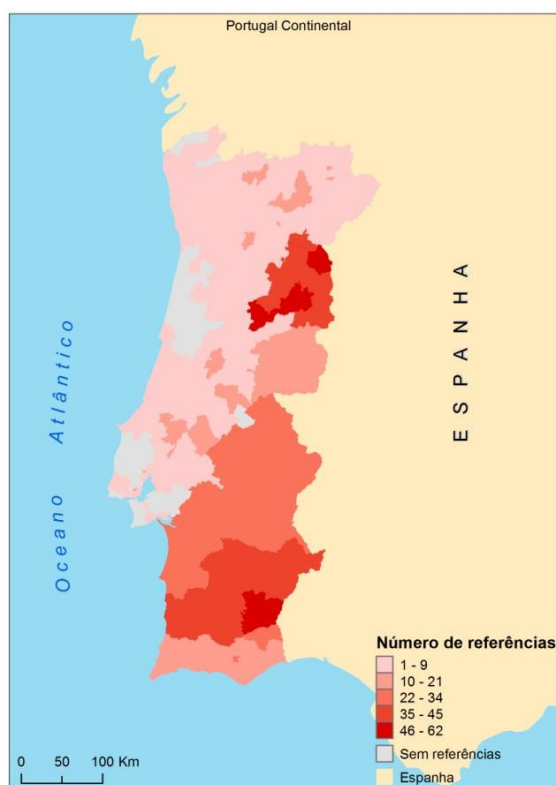 Portugal Continental
Oceano Atlântico
ESPANHA
Número de referências
1 - 9
10 - 21
22 - 34
35 - 45
46 - 62
Sem referências
Espanha
0 50 100 Km